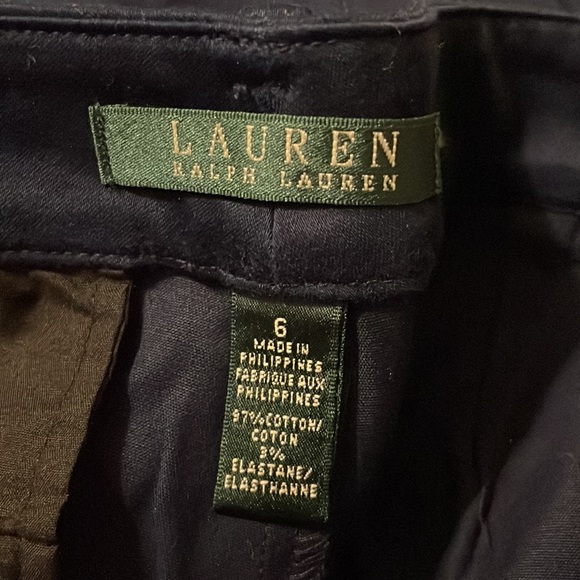 LAUREN
RALPH LAUREN
6
MADE IN
PHILIPPINES
FABRIQUE AUX
PHILIPPINES
97%COTTON/
COTON
3%
ELASTANE/
ELASTHANNE